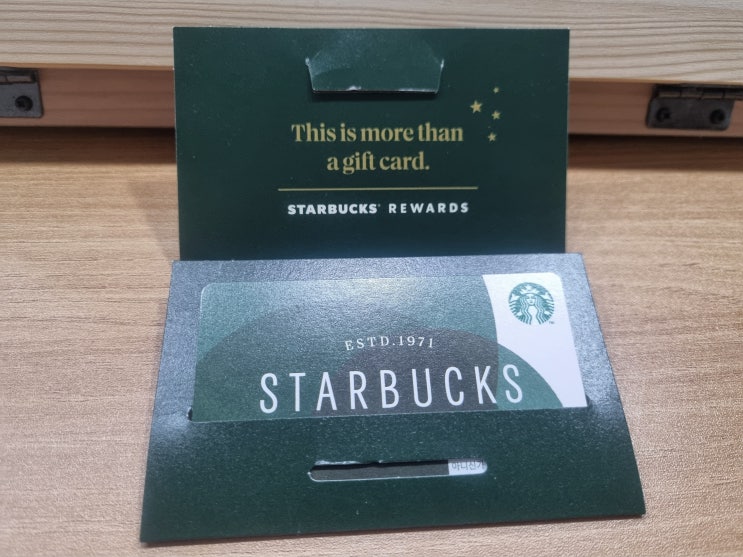 This is more than
a gift card.
STARBUCKS® REWARDS
ESTD.1971
STARBUCKS